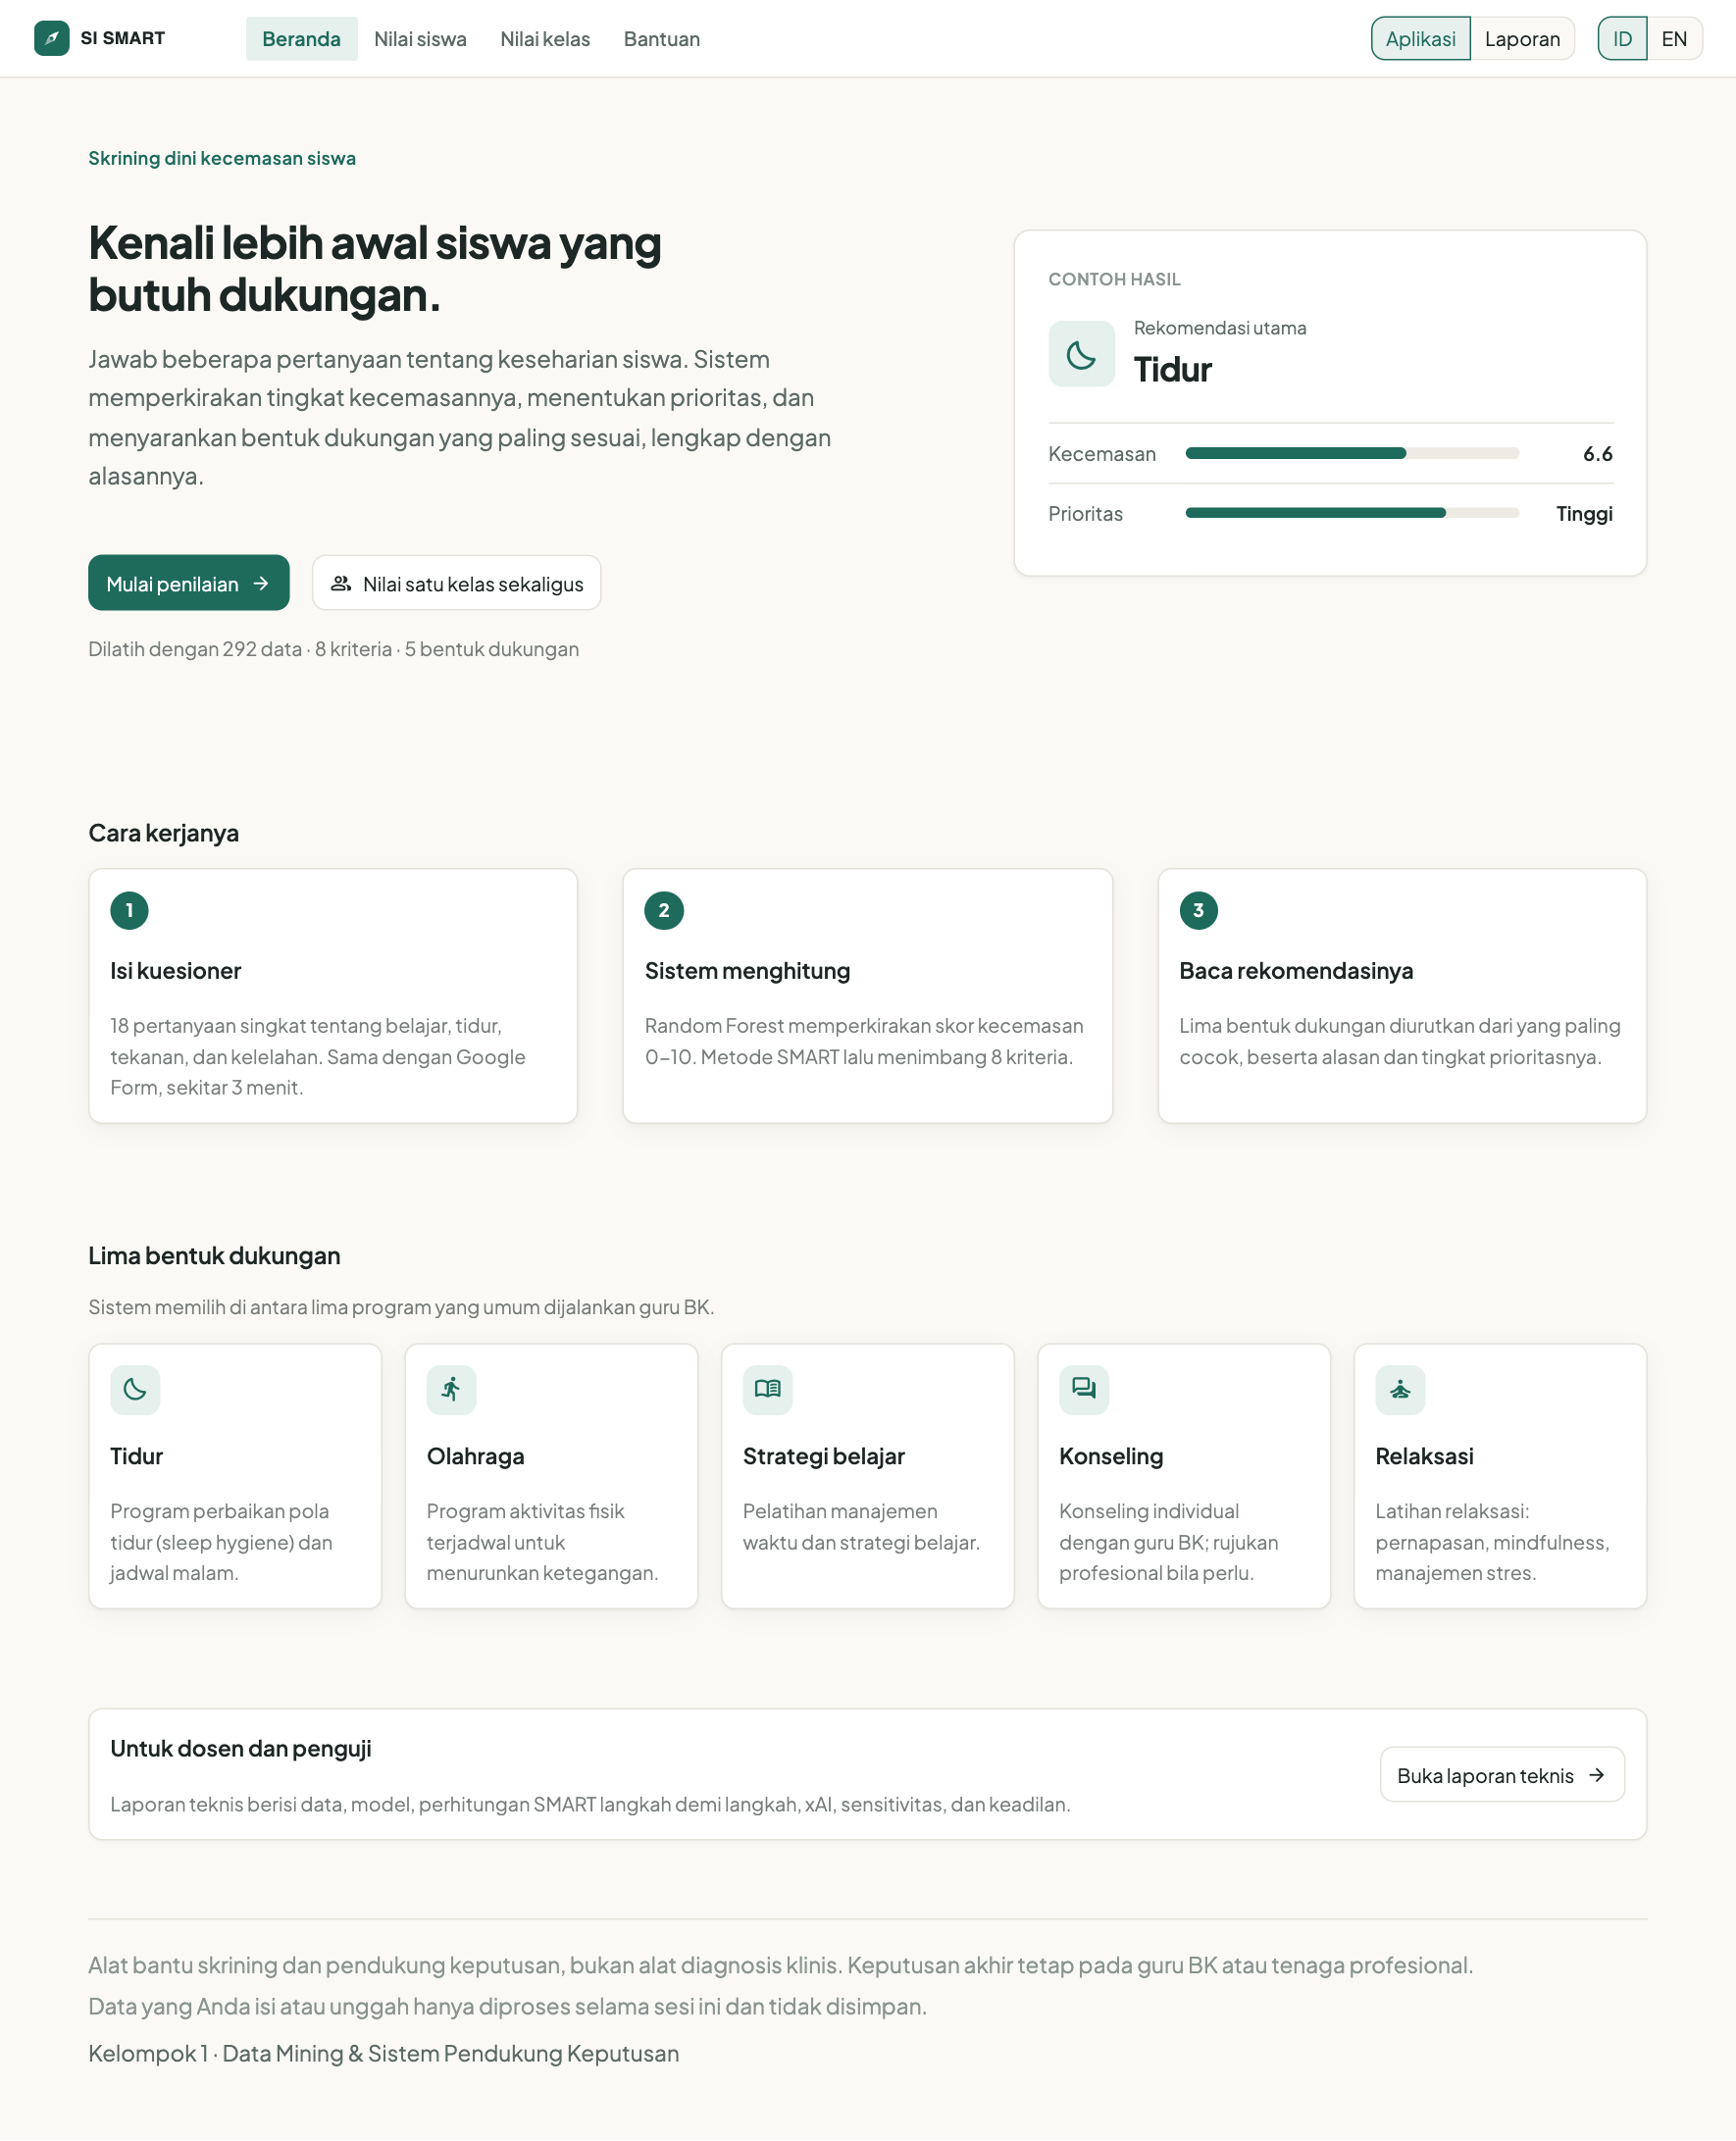 SI SMART
Beranda
Nilai siswa
Nilai kelas
Bantuan
Aplikasi
Laporan
ID
EN
Skrining dini kecemasan siswa
Kenali lebih awal siswa yang
butuh dukungan.
Jawab beberapa pertanyaan tentang keseharian siswa. Sistem
memperkirakan tingkat kecemasannya, menentukan prioritas, dan
menyarankan bentuk dukungan yang paling sesuai, lengkap dengan
alasannya.
Mulai penilaian →
Nilai satu kelas sekaligus
Dilatih dengan 292 data · 8 kriteria · 5 bentuk dukungan
CONTOH HASIL
Rekomendasi utama
Tidur
Kecemasan 6.6
Prioritas Tinggi
Cara kerjanya
1
Isi kuesioner
18 pertanyaan singkat tentang belajar, tidur,
tekanan, dan kelelahan. Sama dengan Google
Form, sekitar 3 menit.
2
Sistem menghitung
Random Forest memperkirakan skor kecemasan
0–10. Metode SMART lalu menimbang 8 kriteria.
3
Baca rekomendasinya
Lima bentuk dukungan diurutkan dari yang paling
cocok, beserta alasan dan tingkat prioritasnya.
Lima bentuk dukungan
Sistem memilih di antara lima program yang umum dijalankan guru BK.
Tidur
Program perbaikan pola
tidur (sleep hygiene) dan
jadwal malam.
Olahraga
Program aktivitas fisik
terjadwal untuk
menurunkan ketegangan.
Strategi belajar
Pelatihan manajemen
waktu dan strategi belajar.
Konseling
Konseling individual
dengan guru BK; rujukan
profesional bila perlu.
Relaksasi
Latihan relaksasi:
pernapasan, mindfulness,
manajemen stres.
Untuk dosen dan penguji
Laporan teknis berisi data, model, perhitungan SMART langkah demi langkah, xAI, sensitivitas, dan keadilan.
Buka laporan teknis →
Alat bantu skrining dan pendukung keputusan, bukan alat diagnosis klinis. Keputusan akhir tetap pada guru BK atau tenaga profesional.
Data yang Anda isi atau unggah hanya diproses selama sesi ini dan tidak disimpan.
Kelompok 1 · Data Mining & Sistem Pendukung Keputusan